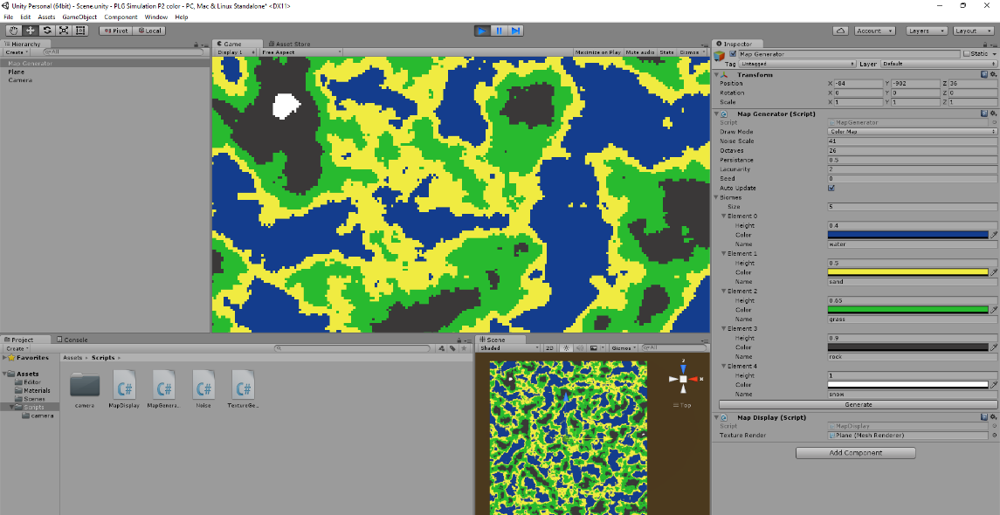 Unity Personal (64bit) - Scene.unity - PLG Simulation P2 color - PC, Mac & Linux Standalone* <DX11>
File Edit Assets GameObject Component Window Help
Pivot Local Account Layers Layout
Hierarchy
Create All
Map Generator
Plane
Camera
Game Asset Store
Display 1 Free Aspect Maximize on Play Mute audio Stats Gizmos
Project Console
Create
Favorites
Assets
Editor
Materials
Scenes
Scripts
camera
Assets Scripts
camera MapDisplay MapGenera... Noise TextureGe...
C# C# C# C#
Scene
Shaded 2D Gizmos All
z
x
Top
Inspector
Map Generator Static
Tag Untagged Layer Default
Transform
Position X -84 Y -902 Z 36
Rotation X 0 Y 0 Z 0
Scale X 1 Y 1 Z 1
Map Generator (Script)
Script MapGenerator
Draw Mode Color Map
Noise Scale 41
Octaves 26
Persistance 0.5
Lacunarity 2
Seed 0
Auto Update
Biomes
Size 5
Element 0
Height 0.4
Color
Name water
Element 1
Height 0.5
Color
Name sand
Element 2
Height 0.65
Color
Name grass
Element 3
Height 0.9
Color
Name rock
Element 4
Height 1
Color
Name snow
Generate
Map Display (Script)
Script MapDisplay
Texture Render Plane (Mesh Renderer)
Add Component